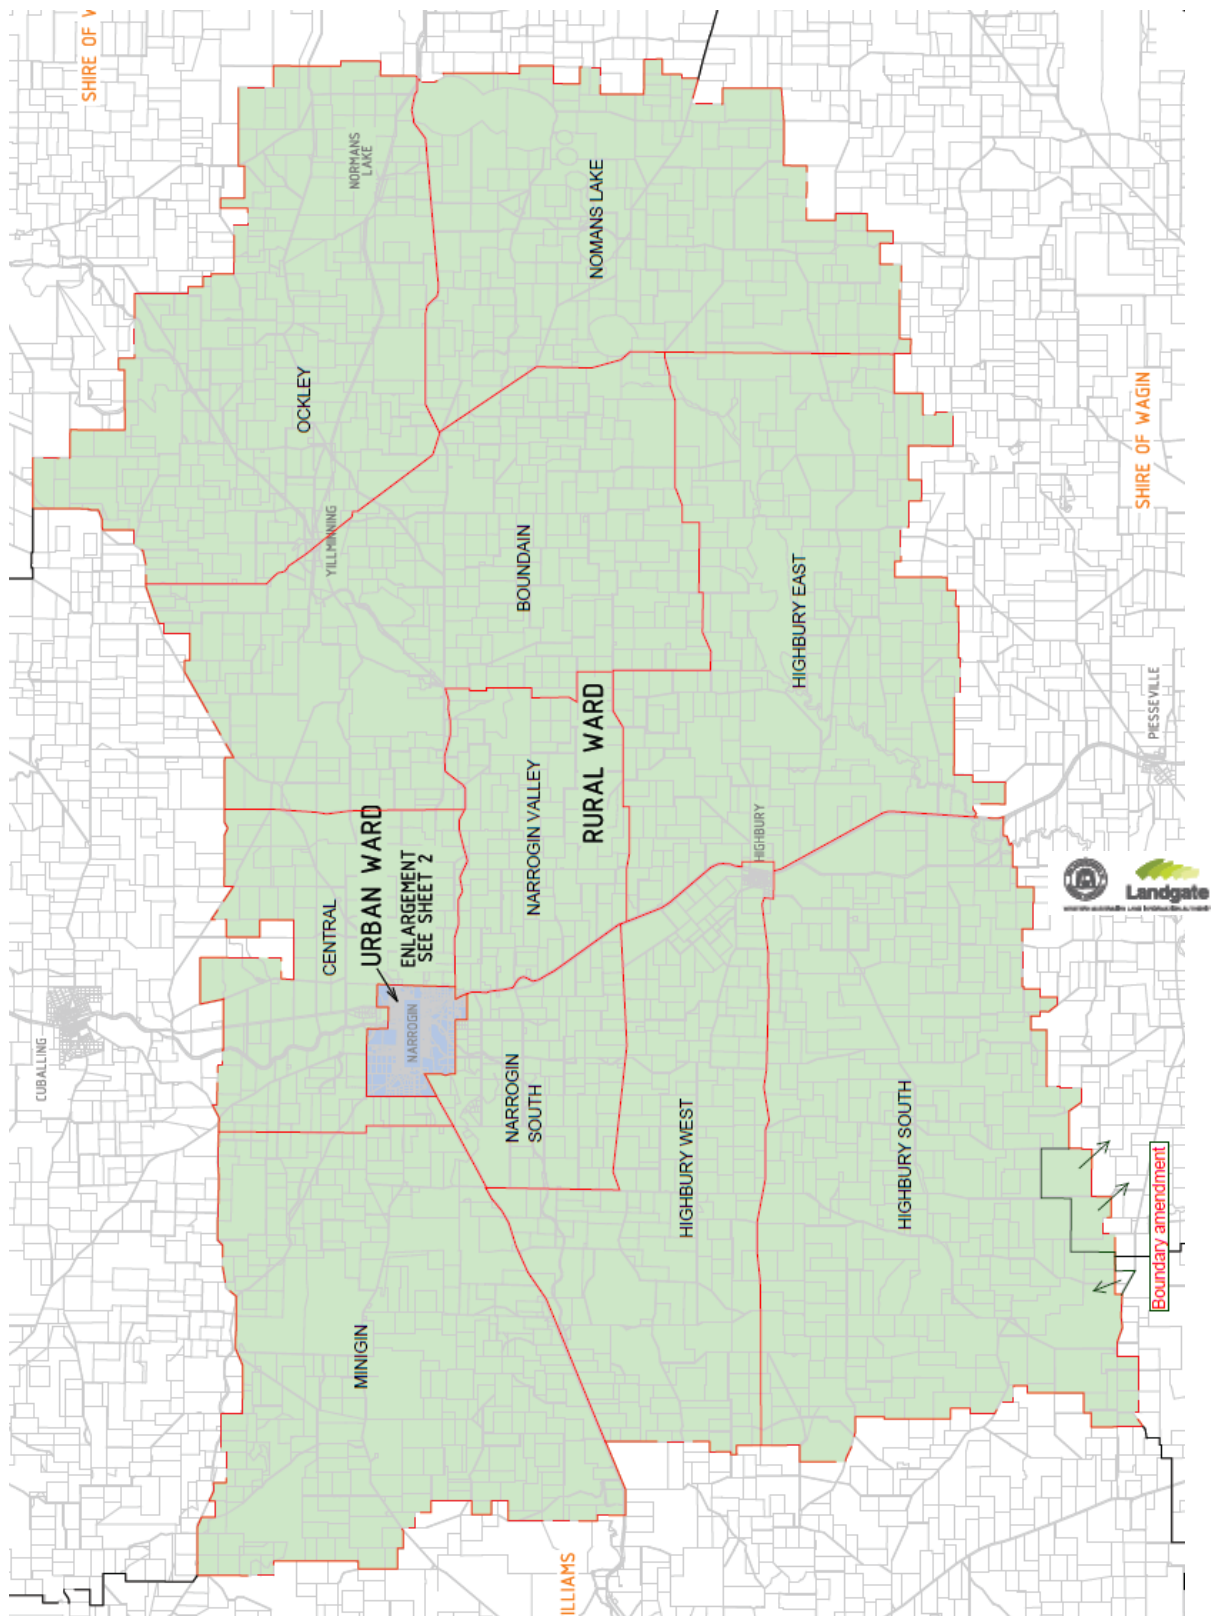 CUBALLING
SHIRE OF W
OCKLEY
CENTRAL
YILLMINNING
NORMANS
LAKE
MINIGIN
URBAN WARD
ENLARGEMENT
SEE SHEET 2
NARROGIN
NARROGIN
SOUTH
BOUNDAIN
NARROGIN VALLEY
ILLIAMS
RURAL WARD
NOMANS LAKE
HIGHBURY WEST
HIGHBURY
HIGHBURY EAST
HIGHBURY SOUTH
Landgate
SHIRE OF WAGIN
PIESSEVILLE
Boundary amendment